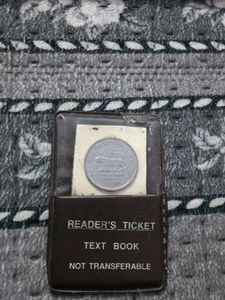 READER'S TICKET
TEXT BOOK
NOT TRANSFERABLE